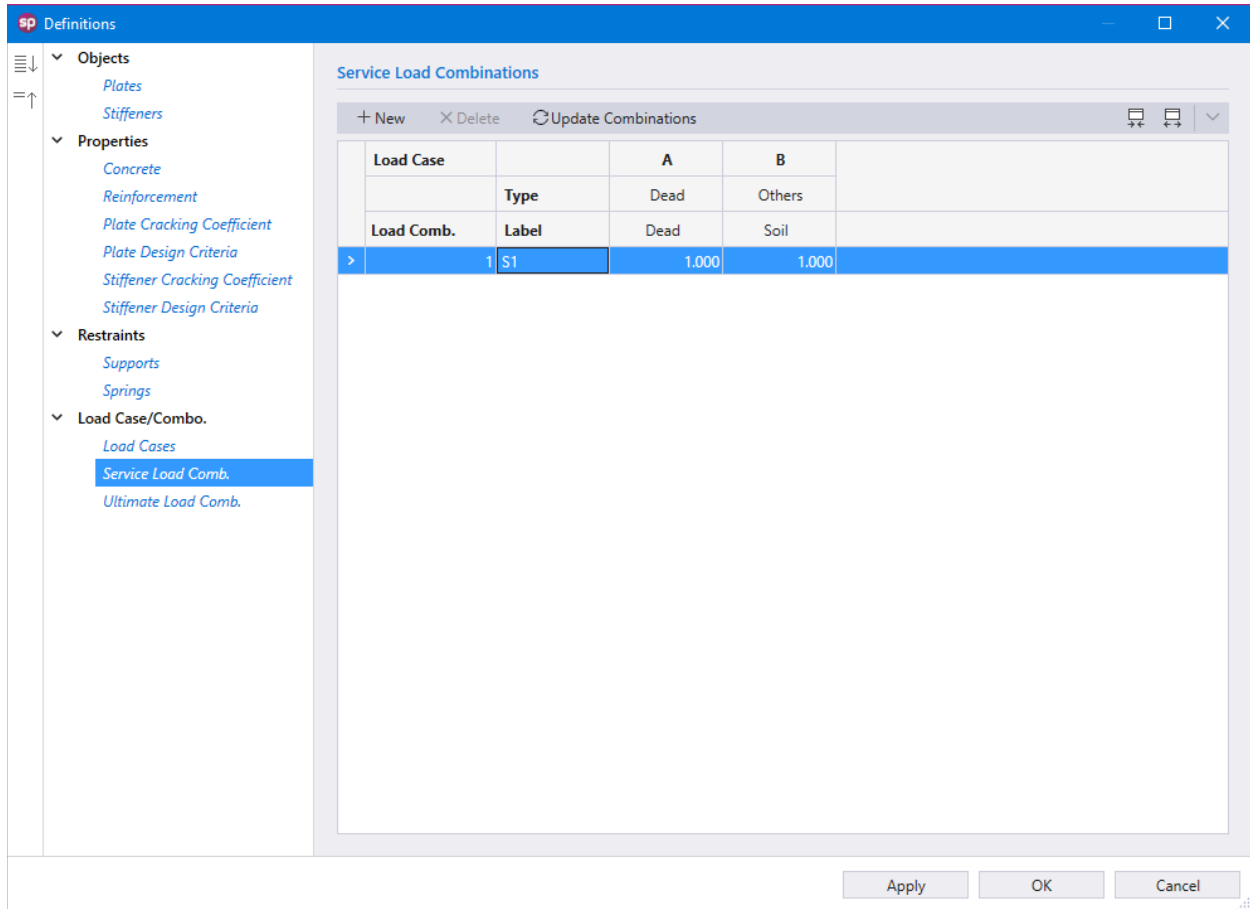 sp Definitions
Objects
Plates
Stiffeners
Properties
Concrete
Reinforcement
Plate Cracking Coefficient
Plate Design Criteria
Stiffener Cracking Coefficient
Stiffener Design Criteria
Restraints
Supports
Springs
Load Case/Combo.
Load Cases
Service Load Comb.
Ultimate Load Comb.
Service Load Combinations
New Delete Update Combinations
Load Case A B
Type Dead Others
Load Comb. Label Dead Soil
1 S1 1.000 1.000
Apply OK Cancel